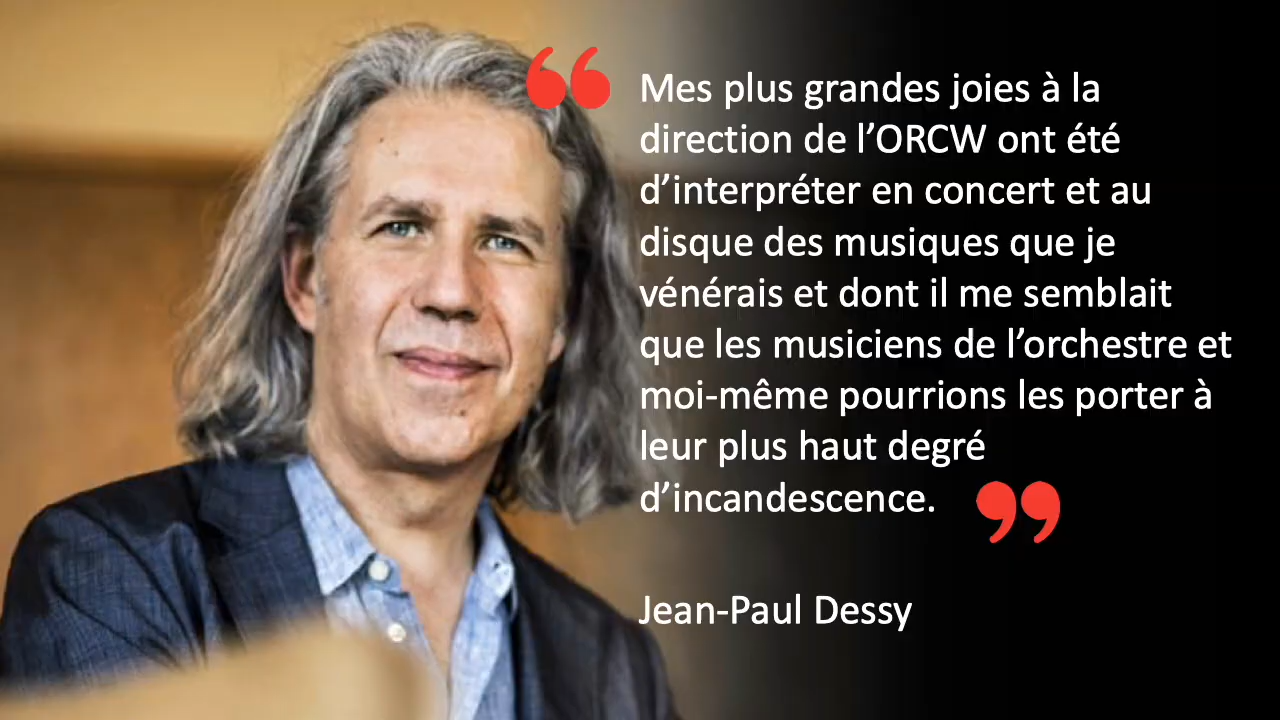 “
Mes plus grandes joies à la
direction de l’ORCW ont été
d’interpréter en concert et au
disque des musiques que je
vénérais et dont il me semblait
que les musiciens de l’orchestre et
moi-même pourrions les porter à
leur plus haut degré
d’incandescence.
”
Jean-Paul Dessy